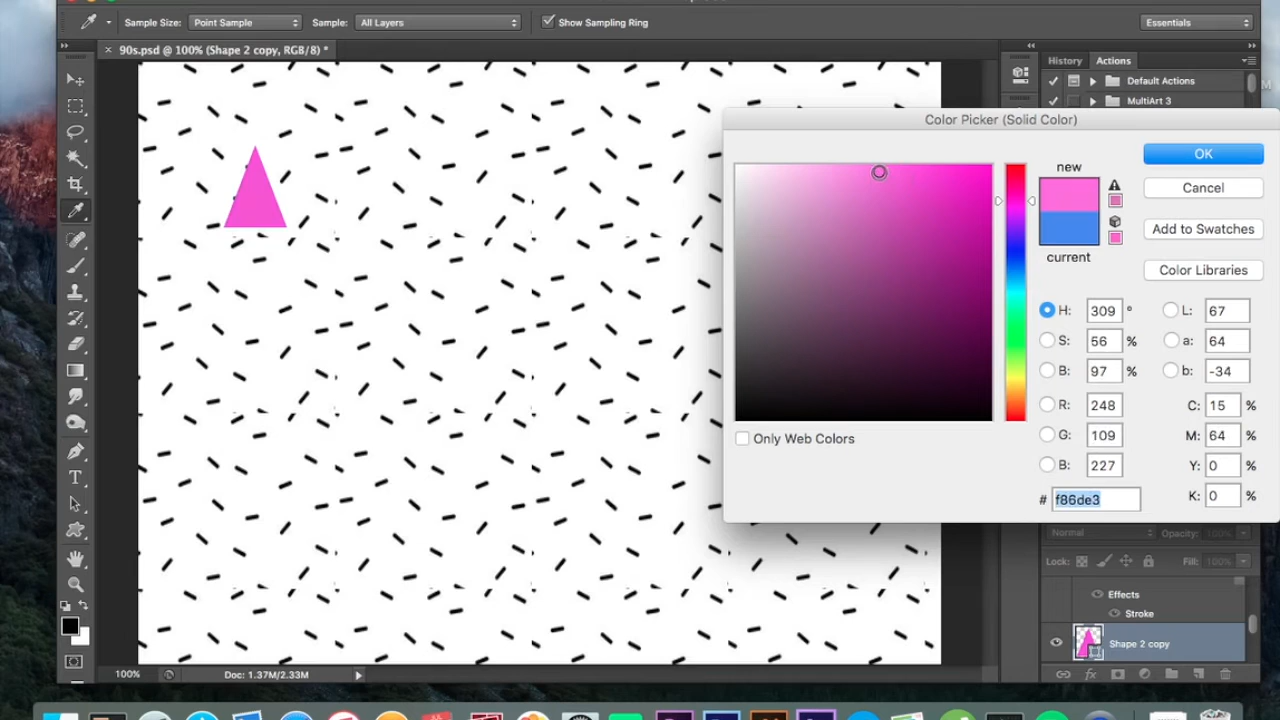 Sample Size: Point Sample Sample: All Layers Show Sampling Ring Essentials
× 90s.psd @ 100% (Shape 2 copy, RGB/8) *
History Actions
Default Actions
MultiArt 3
Color Picker (Solid Color)
new
current
OK
Cancel
Add to Swatches
Color Libraries
H: 309 ° L: 67
S: 56 % a: 64
B: 97 % b: -34
R: 248 C: 15 %
G: 109 M: 64 %
B: 227 Y: 0 %
# f86de3 K: 0 %
Only Web Colors
Normal Opacity: 100%
Lock: Fill: 100%
Effects
Stroke
Shape 2 copy
100% Doc: 1.37M/2.33M